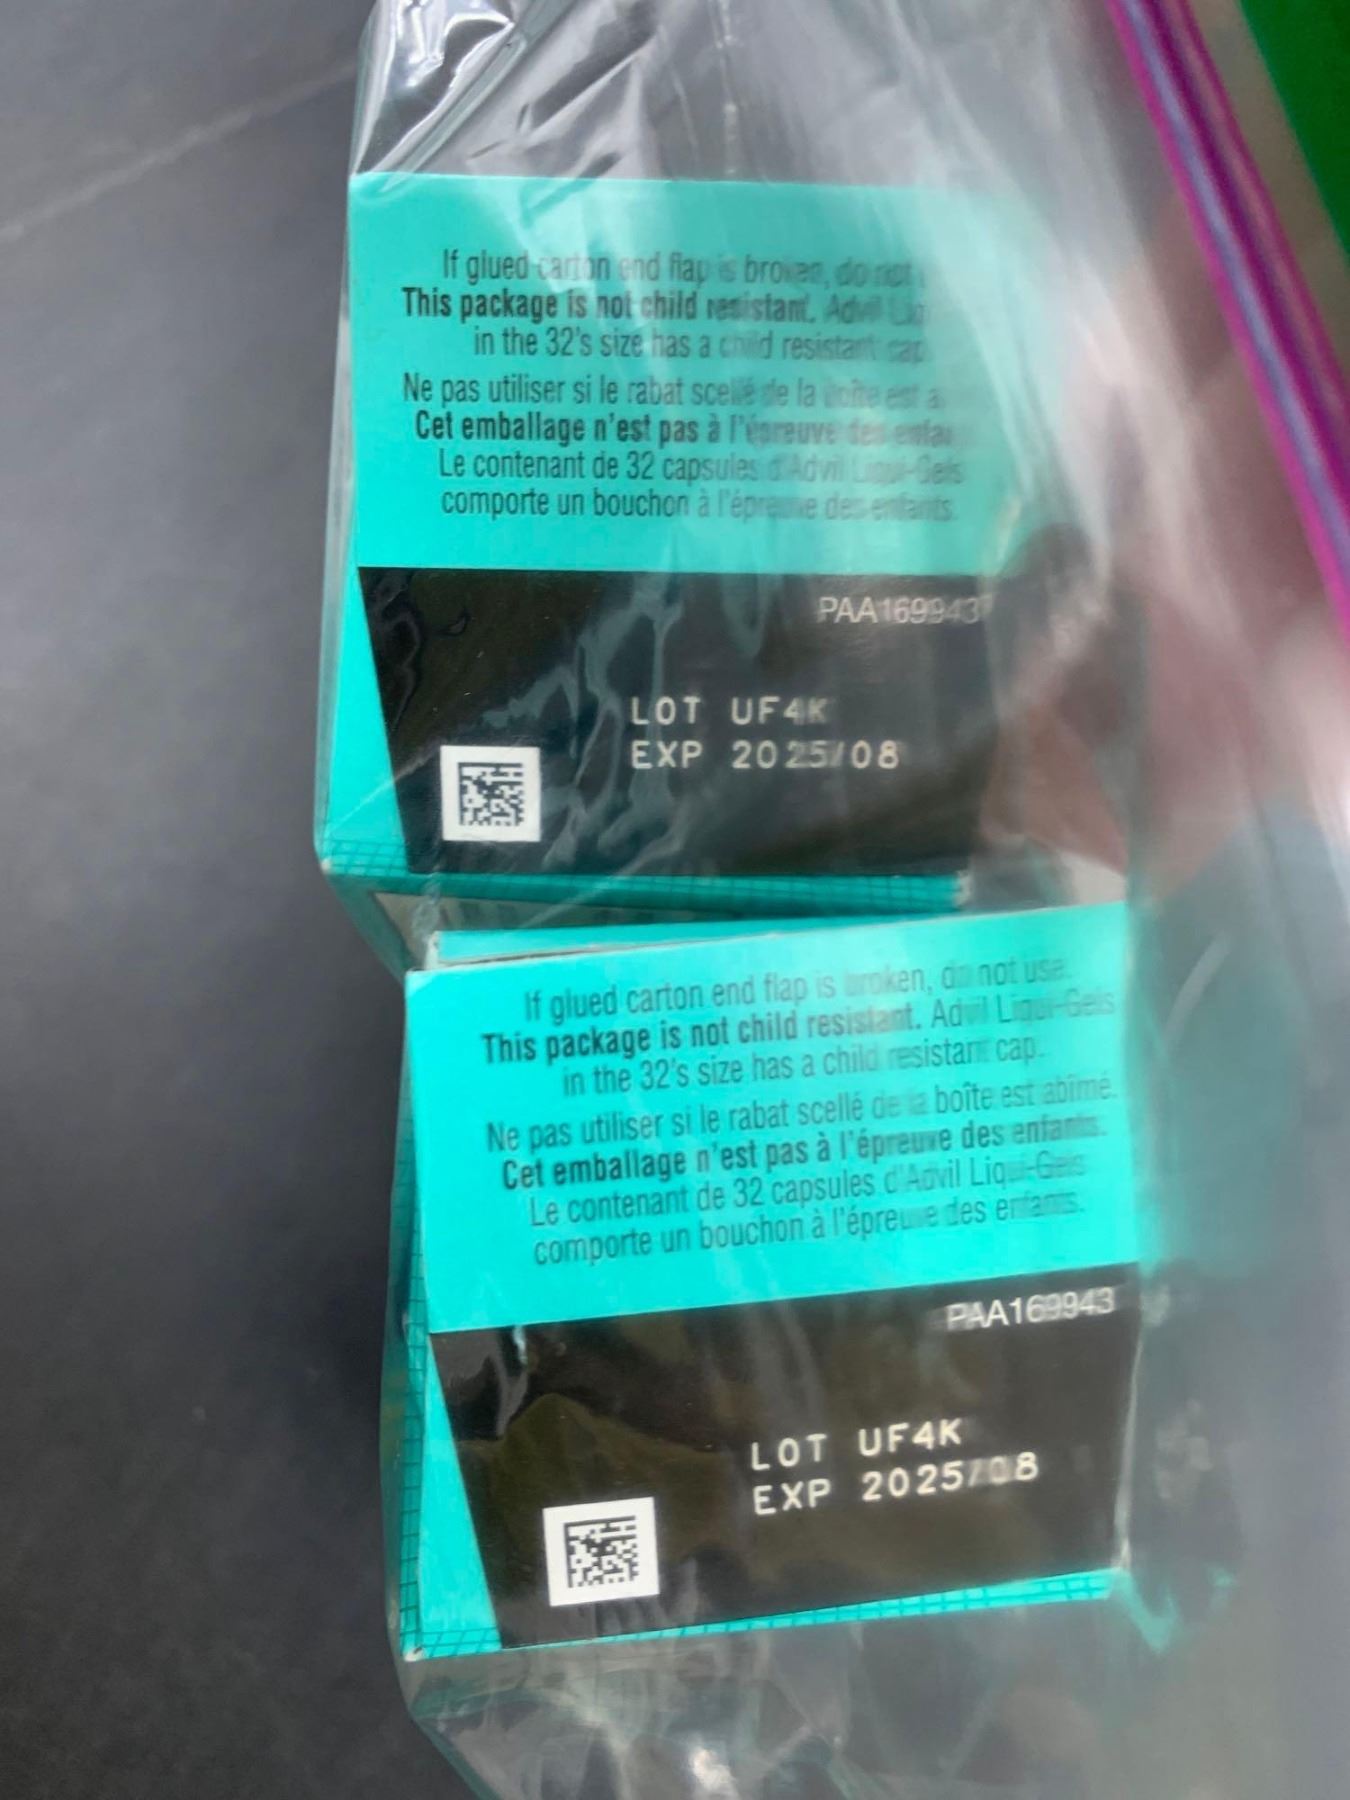 If glued carton end flap is broken, do not
This package is not child resistant. Advil
in the 32's size has a child resistant cap.
Ne pas utiliser si le rabat scellé de la boîte est
Cet emballage n'est pas à l'épreuve des
Le contenant de 32 capsules d'Advil Liqui-Gels
comporte un bouchon à l'épreuve des enfants.
PAA169943
LOT UF4K
EXP 2025/08
If glued carton end flap is broken, do not use.
This package is not child resistant. Advil Liqui-Gels
in the 32's size has a child resistant cap.
Ne pas utiliser si le rabat scellé de la boîte est abîmé.
Cet emballage n'est pas à l'épreuve des enfants.
Le contenant de 32 capsules d'Advil Liqui-Gels
comporte un bouchon à l'épreuve des enfants.
PAA169943
LOT UF4K
EXP 2025/08